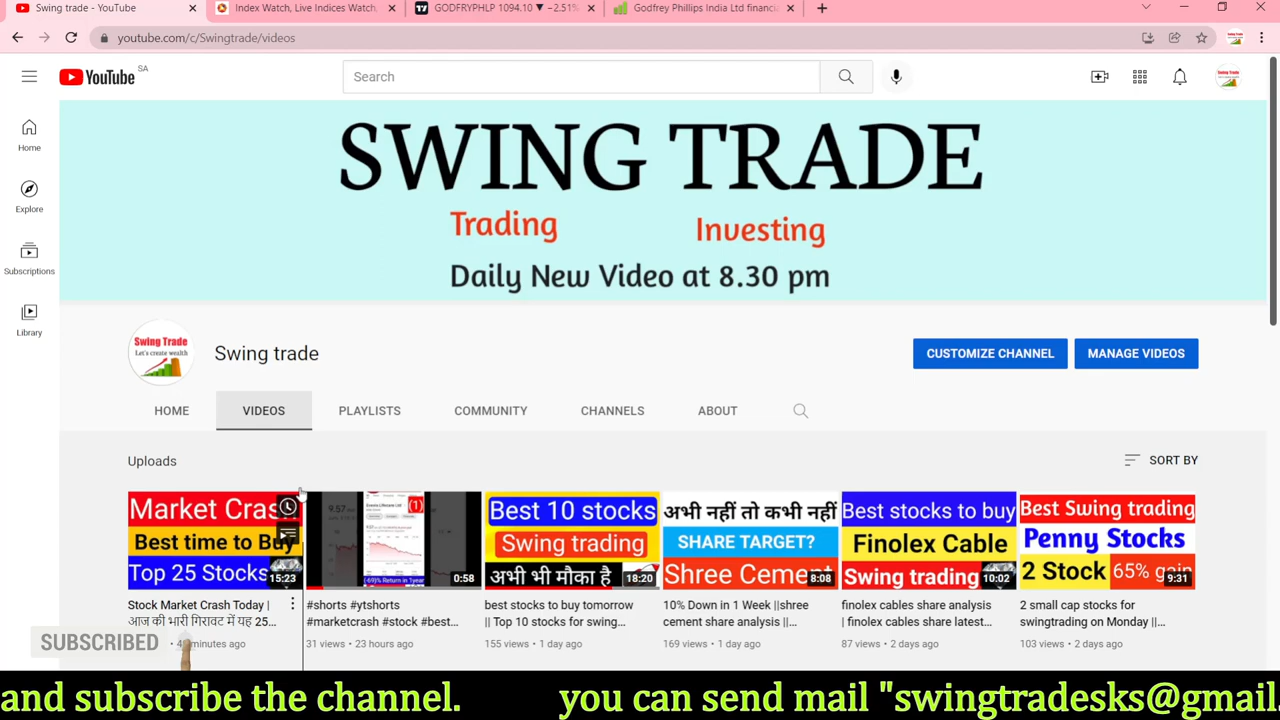 Swing trade - YouTube
Index Watch, Live Indices Watch,
GODFRYPHLP 1094.10 ▼ −2.51%
Godfrey Phillips India Ltd financi
youtube.com/c/Swingtrade/videos
YouTube SA
Search
Home
Explore
Subscriptions
Library
SWING TRADE
Trading Investing
Daily New Video at 8.30 pm
Swing Trade
Let's create wealth
Swing trade
CUSTOMIZE CHANNEL
MANAGE VIDEOS
HOME
VIDEOS
PLAYLISTS
COMMUNITY
CHANNELS
ABOUT
Uploads
SORT BY
Market Crash
Best time to Buy
Top 25 Stocks
15:23
Stock Market Crash Today |
आज की भारी गिरावट में यह 25...
minutes ago
9.57
(1)
(-69)% Return in 1year
0:58
#shorts #ytshorts
#marketcrash #stock #best...
31 views • 23 hours ago
Best 10 stocks
Swing trading
अभी भी मौका है
18:20
best stocks to buy tomorrow
|| Top 10 stocks for swing...
155 views • 1 day ago
अभी नहीं तो कभी नहीं
SHARE TARGET?
Shree Cement
8:08
10% Down in 1 Week ||shree
cement share analysis ||...
169 views • 1 day ago
Best stocks to buy
Finolex Cable
Swing trading
10:02
finolex cables share analysis
| finolex cables share latest...
87 views • 2 days ago
Best Swing trading
Penny Stocks
2 Stock 65% gain
9:31
2 small cap stocks for
swingtrading on Monday ||...
103 views • 2 days ago
SUBSCRIBED
and subscribe the channel. you can send mail "swingtradesks@gmail.